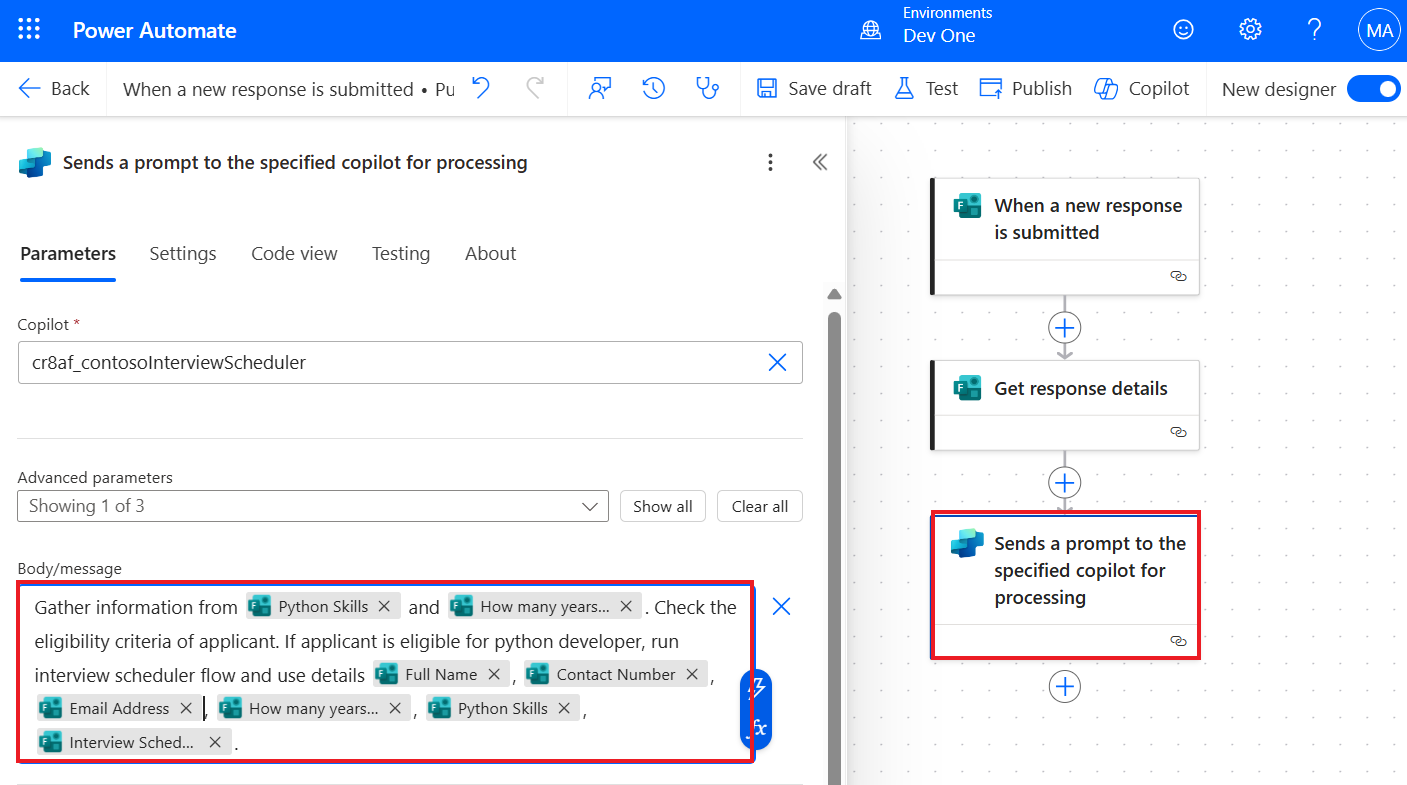 Power Automate
Environments
Dev One
MA
Back
When a new response is submitted • Pu
Save draft
Test
Publish
Copilot
New designer
Sends a prompt to the specified copilot for processing
Parameters
Settings
Code view
Testing
About
Copilot *
cr8af_contosoInterviewScheduler
Advanced parameters
Showing 1 of 3
Show all
Clear all
Body/message
Gather information from Python Skills and How many years... . Check the
eligibility criteria of applicant. If applicant is eligible for python developer, run
interview scheduler flow and use details Full Name , Contact Number ,
Email Address , How many years... , Python Skills ,
Interview Sched... .
fx
When a new response
is submitted
Get response details
Sends a prompt to the
specified copilot for
processing